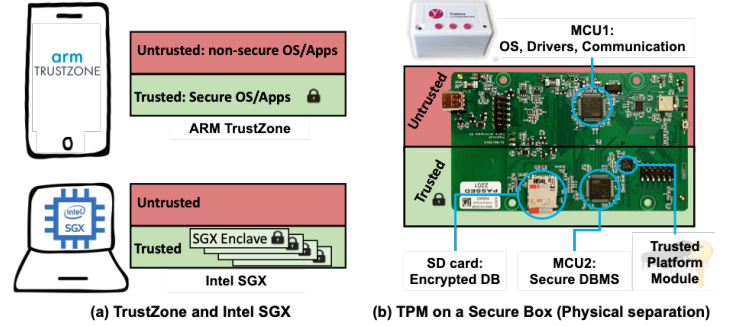 arm
TRUSTZONE
Untrusted: non-secure OS/Apps
Trusted: Secure OS/Apps
ARM TrustZone
intel
SGX
Untrusted
Trusted
SGX Enclave
Intel SGX
(a) TrustZone and Intel SGX
MCU1:
OS, Drivers, Communication
Untrusted
Trusted
PASSED
2201
SD card:
Encrypted DB
MCU2:
Secure DBMS
Trusted
Platform
Module
(b) TPM on a Secure Box (Physical separation)